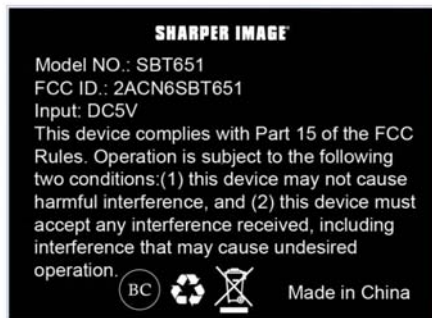 SHARPER IMAGE
Model NO.: SBT651
FCC ID.: 2ACN6SBT651
Input: DC5V
This device complies with Part 15 of the FCC
Rules. Operation is subject to the following
two conditions:(1) this device may not cause
harmful interference, and (2) this device must
accept any interference received, including
interference that may cause undesired
operation.
BC Made in China